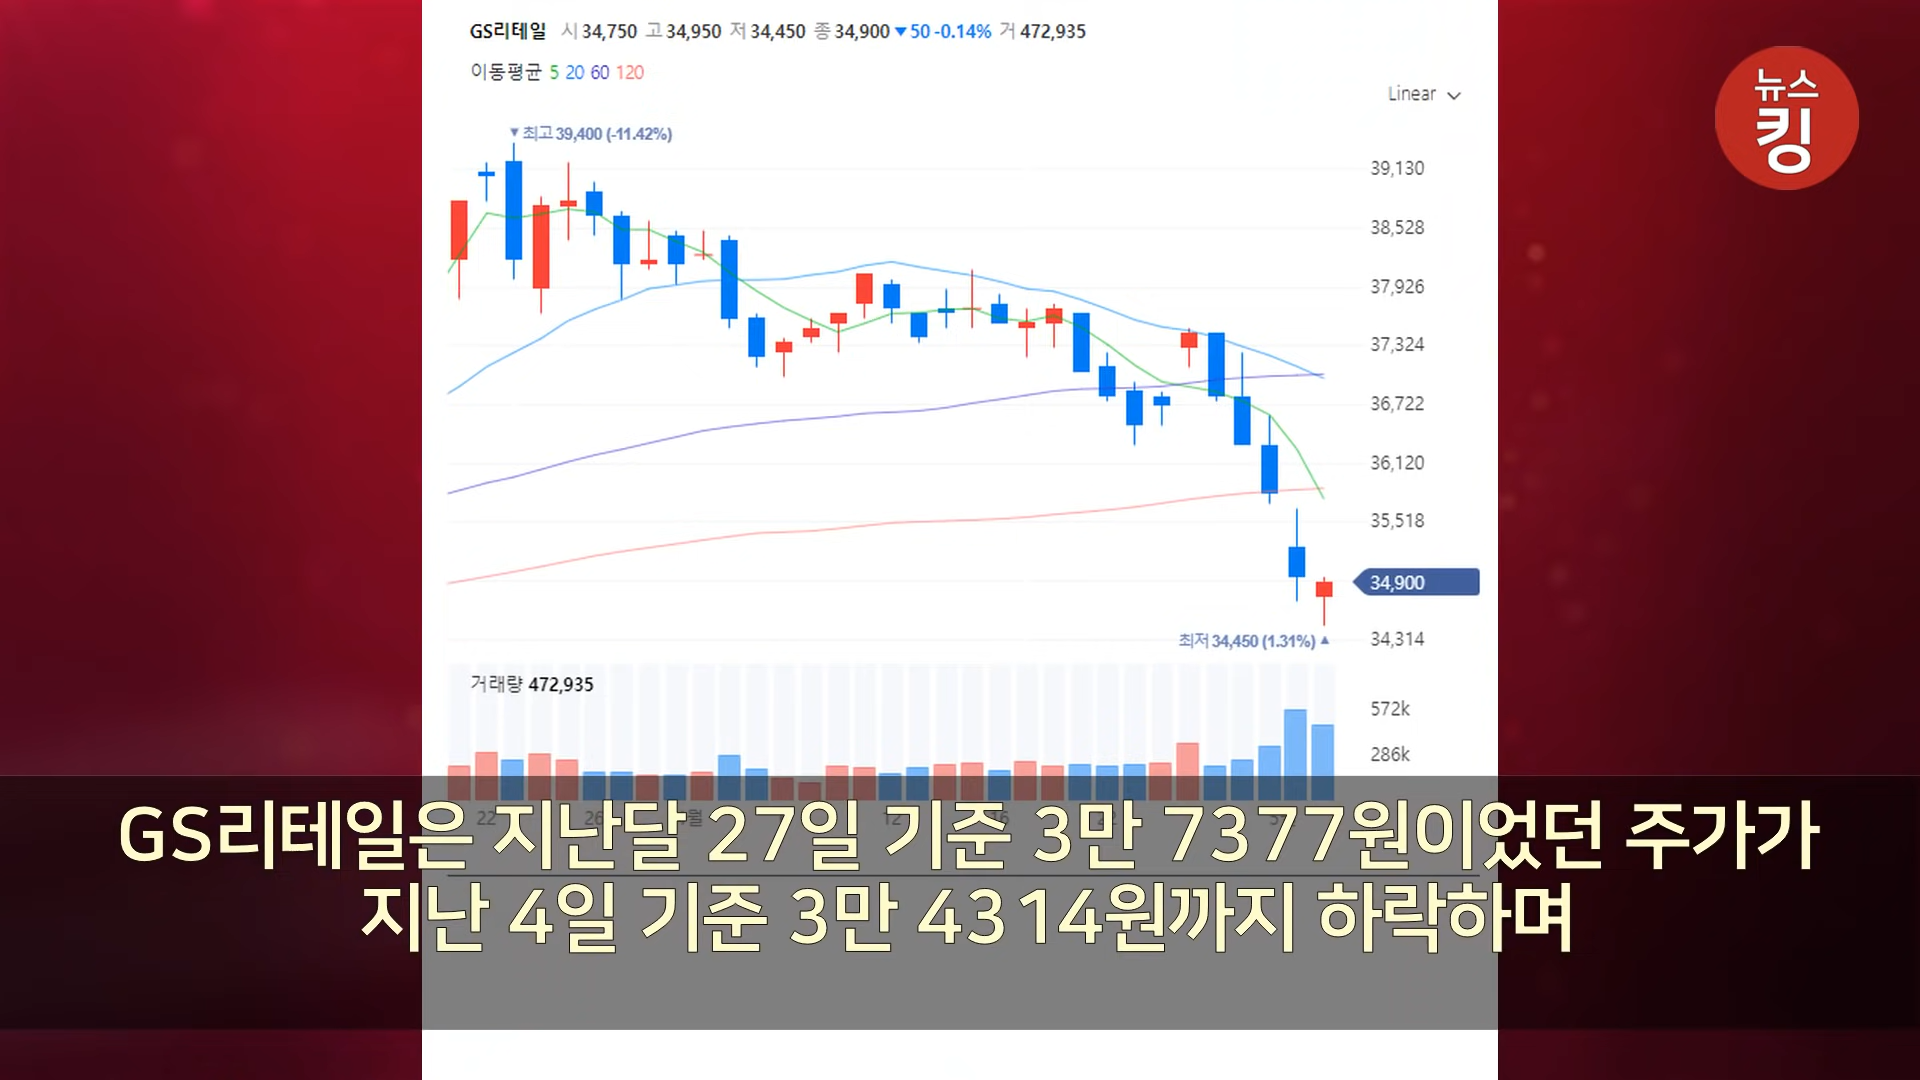 GS리테일 시 34,750 고 34,950 저 34,450 종 34,900 ▼ 50 -0.14% 거 472,935
이동평균 5 20 60 120
Linear
뉴스
킹
▼ 최고 39,400 (-11.42%)
39,130
38,528
37,926
37,324
36,722
36,120
35,518
34,900
최저 34,450 (1.31%) ▲
34,314
거래량 472,935
572k
286k
GS리테일은 지난달 27일 기준 3만 7377원이었던 주가가
지난 4일 기준 3만 4314원까지 하락하며